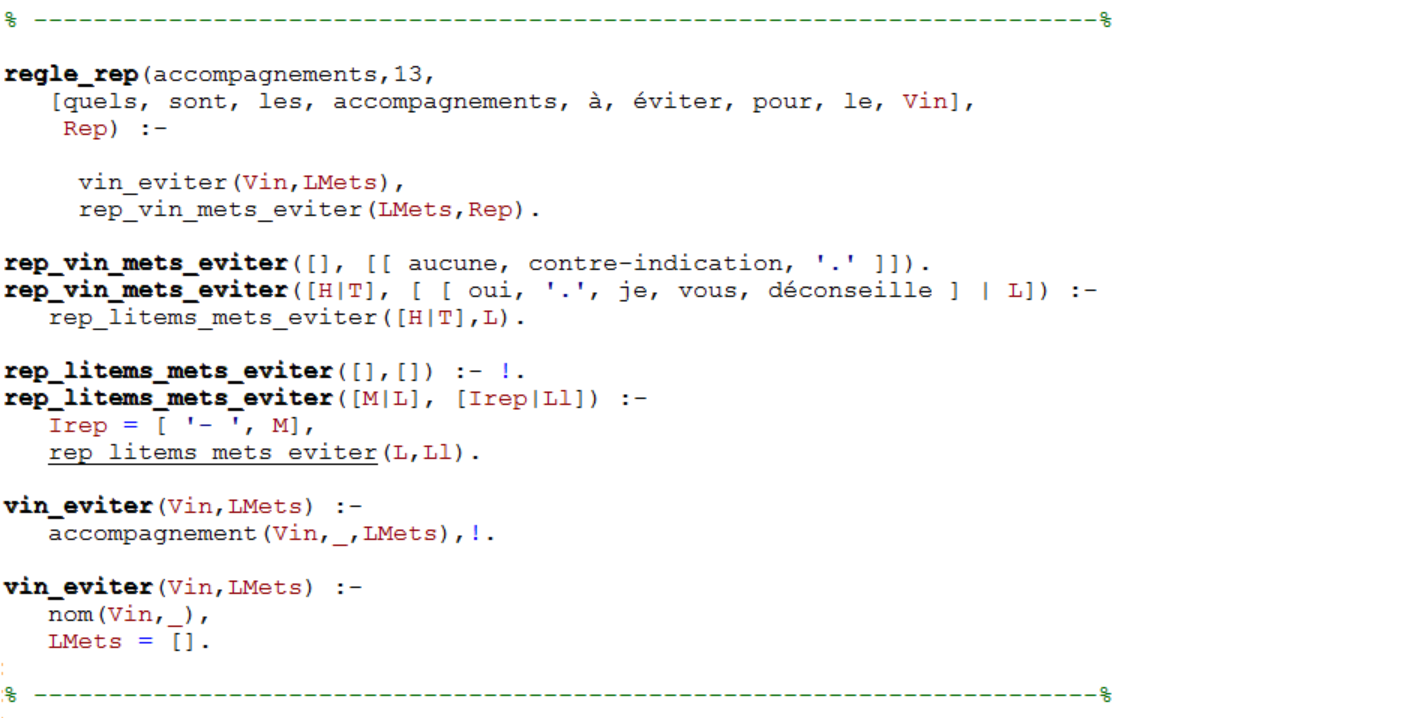 % ------------------------------------------------------------------------%
regle_rep(accompagnements,13,
   [quels, sont, les, accompagnements, à, éviter, pour, le, Vin],
    Rep) :-
     vin_eviter(Vin,LMets),
     rep_vin_mets_eviter(LMets,Rep).
rep_vin_mets_eviter([], [[ aucune, contre-indication, '.' ]]).
rep_vin_mets_eviter([H|T], [ [ oui, '.', je, vous, déconseille ] | L]) :-
   rep_litems_mets_eviter([H|T],L).
rep_litems_mets_eviter([],[]) :- !.
rep_litems_mets_eviter([M|L], [Irep|Ll]) :-
   Irep = [ '- ', M],
   rep_litems_mets_eviter(L,Ll).
vin_eviter(Vin,LMets) :-
   accompagnement(Vin,_,LMets),!.
vin_eviter(Vin,LMets) :-
   nom(Vin,_),
   LMets = [].
% ------------------------------------------------------------------------%